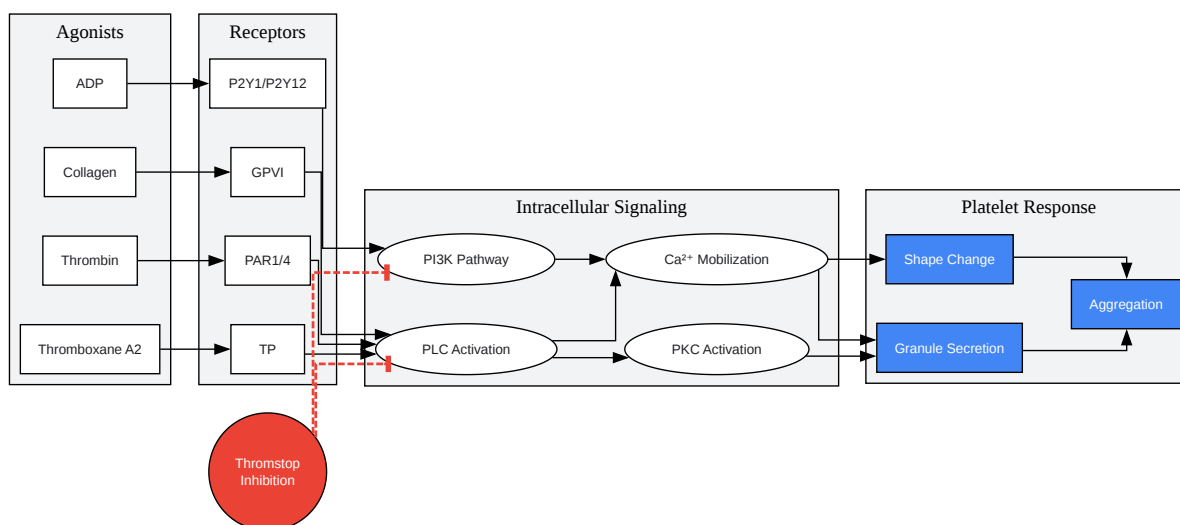 Agonists
Receptors
ADP
P2Y1/P2Y12
Collagen
GPVI
Intracellular Signaling
Platelet Response
Thrombin
PAR1/4
PI3K Pathway
Ca²⁺ Mobilization
Shape Change
Aggregation
Thromboxane A2
TP
PLC Activation
PKC Activation
Granule Secretion
Thromstop
Inhibition